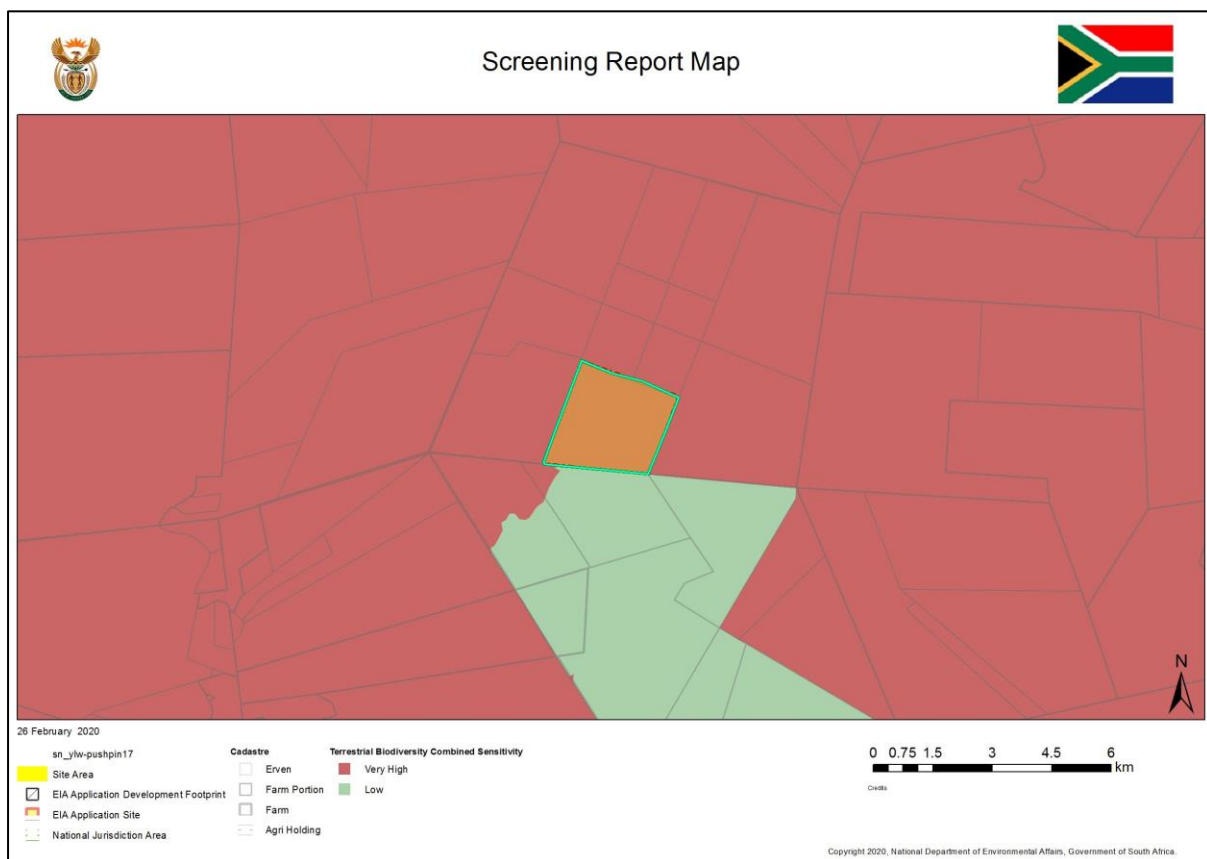 Screening Report Map
N
26 February 2020
sn_ylw-pushpin17
Site Area
EIA Application Development Footprint
EIA Application Site
National Jurisdiction Area
Cadastre
Erven
Farm Portion
Farm
Agri Holding
Terrestrial Biodiversity Combined Sensitivity
Very High
Low
0 0.75 1.5 3 4.5 6
km
Credits
Copyright 2020, National Department of Environmental Affairs, Government of South Africa.